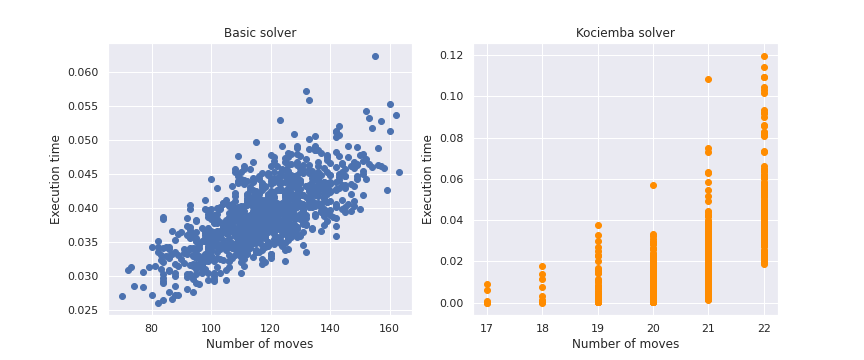 Basic solver
0.060
0.055
0.050
0.045
0.040
0.035
0.030
0.025
Execution time
80 100 120 140 160
Number of moves
Kociemba solver
0.12
0.10
0.08
0.06
0.04
0.02
0.00
Execution time
17 18 19 20 21 22
Number of moves